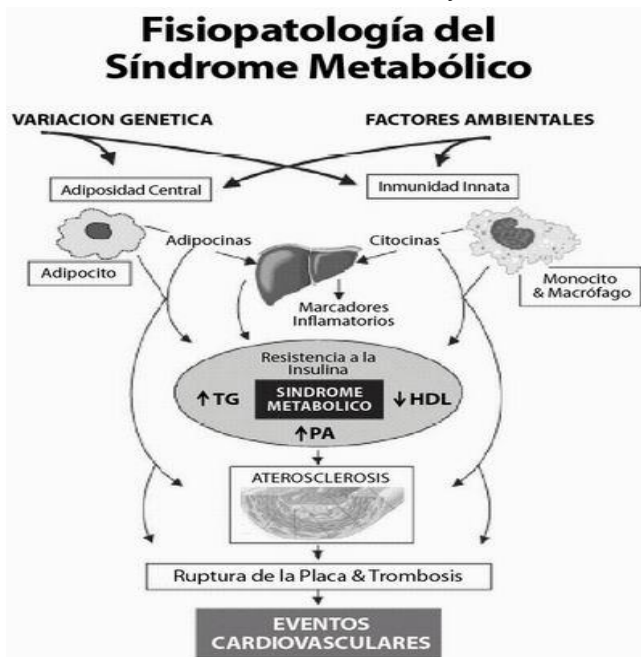 Fisiopatología del
Síndrome Metabólico
VARIACION GENETICA
FACTORES AMBIENTALES
Adiposidad Central
Inmunidad Innata
Adipocinas
Citocinas
Adipocito
Monocito
& Macrófago
Marcadores
Inflamatorios
Resistencia a la
Insulina
↑TG
SINDROME
METABOLICO
↓HDL
↑PA
ATEROSCLEROSIS
Ruptura de la Placa & Trombosis
EVENTOS
CARDIOVASCULARES